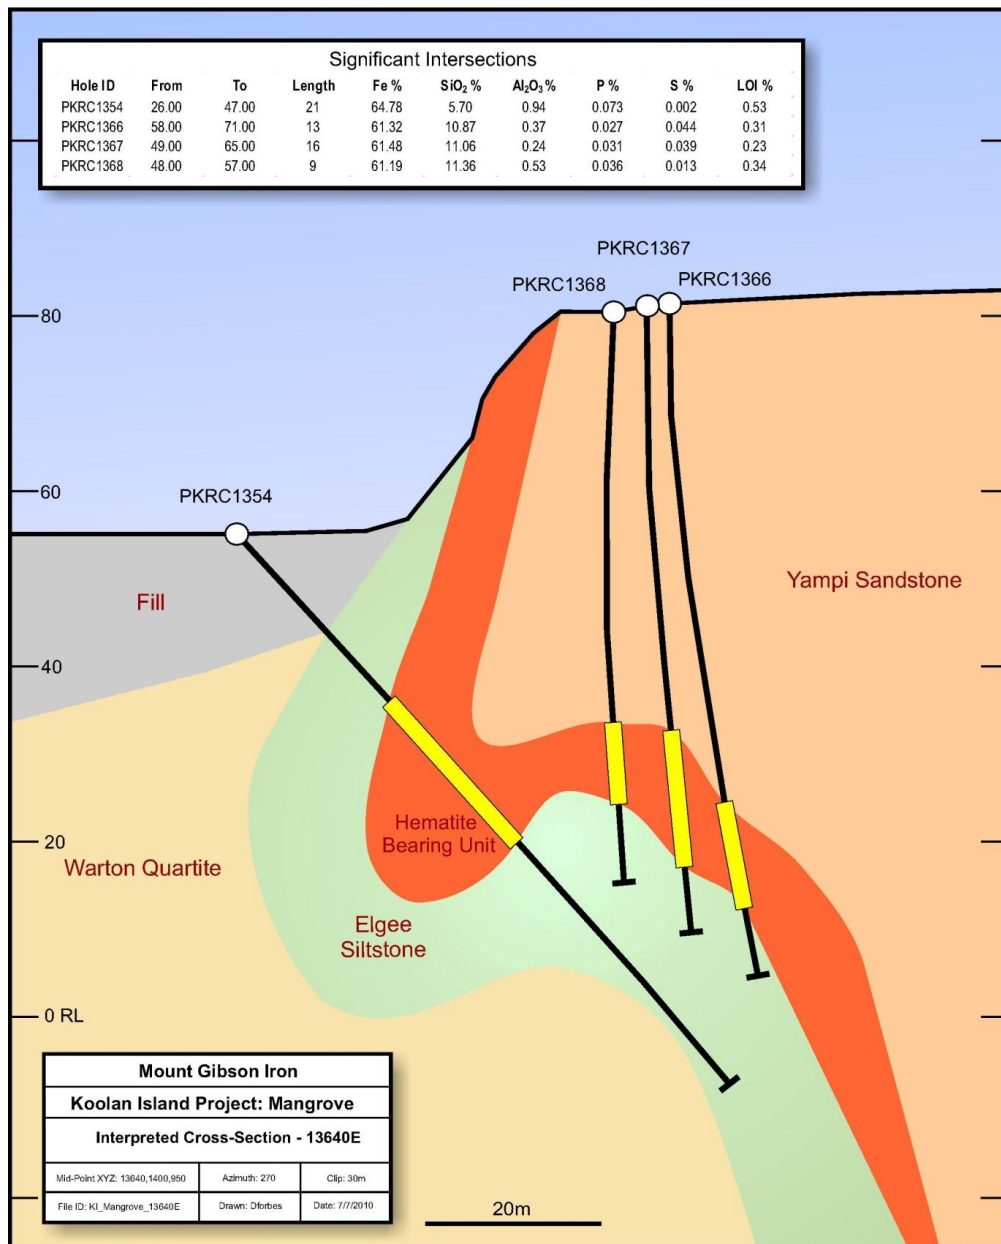 Significant Intersections
Hole ID From To Length Fe % SiO₂ % Al₂O₃ % P % S % LOI %
PKRC1354 26.00 47.00 21 64.78 5.70 0.94 0.073 0.002 0.53
PKRC1366 58.00 71.00 13 61.32 10.87 0.37 0.027 0.044 0.31
PKRC1367 49.00 65.00 16 61.48 11.06 0.24 0.031 0.039 0.23
PKRC1368 48.00 57.00 9 61.19 11.36 0.53 0.036 0.013 0.34
PKRC1367
PKRC1368 PKRC1366
80
60
PKRC1354
Yampi Sandstone
Fill
40
Hematite
Bearing Unit
20
Warton Quartite
Elgee
Siltstone
0 RL
Mount Gibson Iron
Koolan Island Project: Mangrove
Interpreted Cross-Section - 13640E
Mid-Point XYZ: 13640,1400,950 Azimuth: 270 Clip: 30m
File ID: KI_Mangrove_13640E Drawn: Dforbes Date: 7/7/2010
20m